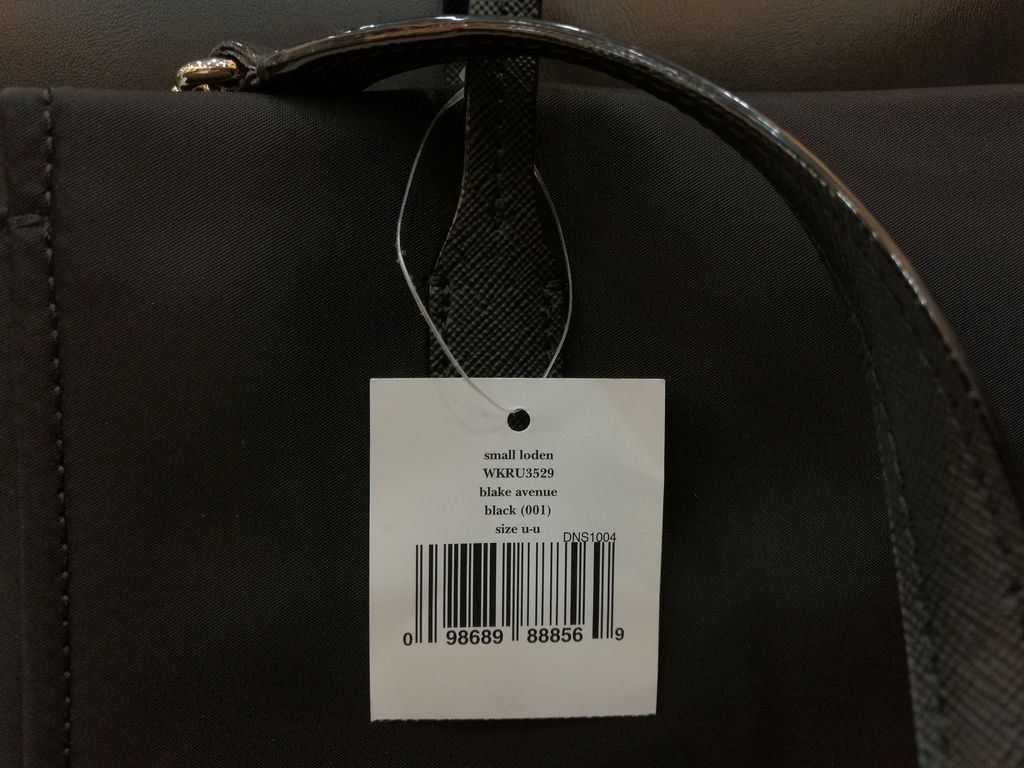 small loden
WKRU3529
blake avenue
black (001)
size u-u
DNS1004
0 98689 88856 9